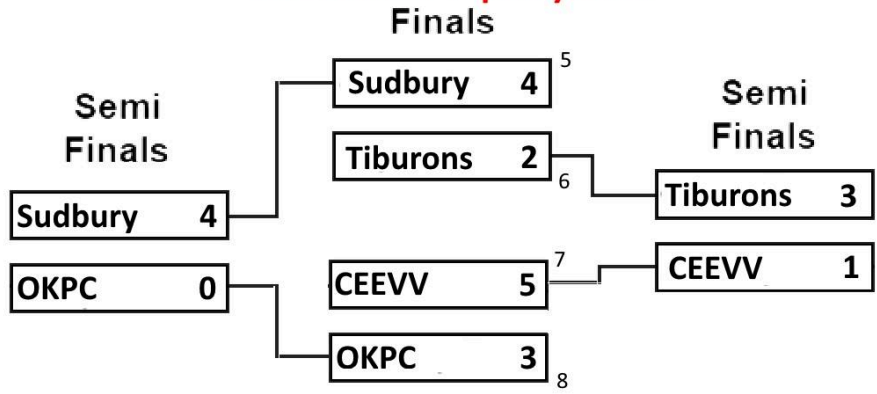 Finals
Sudbury 4 5
Tiburons 2 6
Semi
Finals
Sudbury 4
OKPC 0
Semi
Finals
Tiburons 3
CEEVV 1
CEEVV 5 7
OKPC 3 8